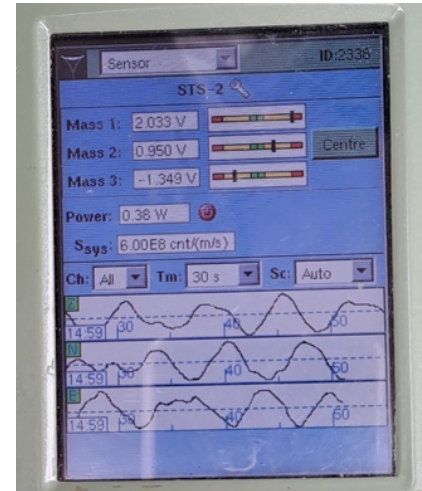 Sensor ID:2338
STS-2
Mass 1: 2.033 V
Mass 2: 0.950 V Centre
Mass 3: -1.349 V
Power: 0.38 W
Ssys: 6.00E8 cnt/(m/s)
Ch: All Tm: 30 s Sc: Auto
Z
14:59 30 40 50
N
14:59 30 40 50
E
14:59 30 40 50